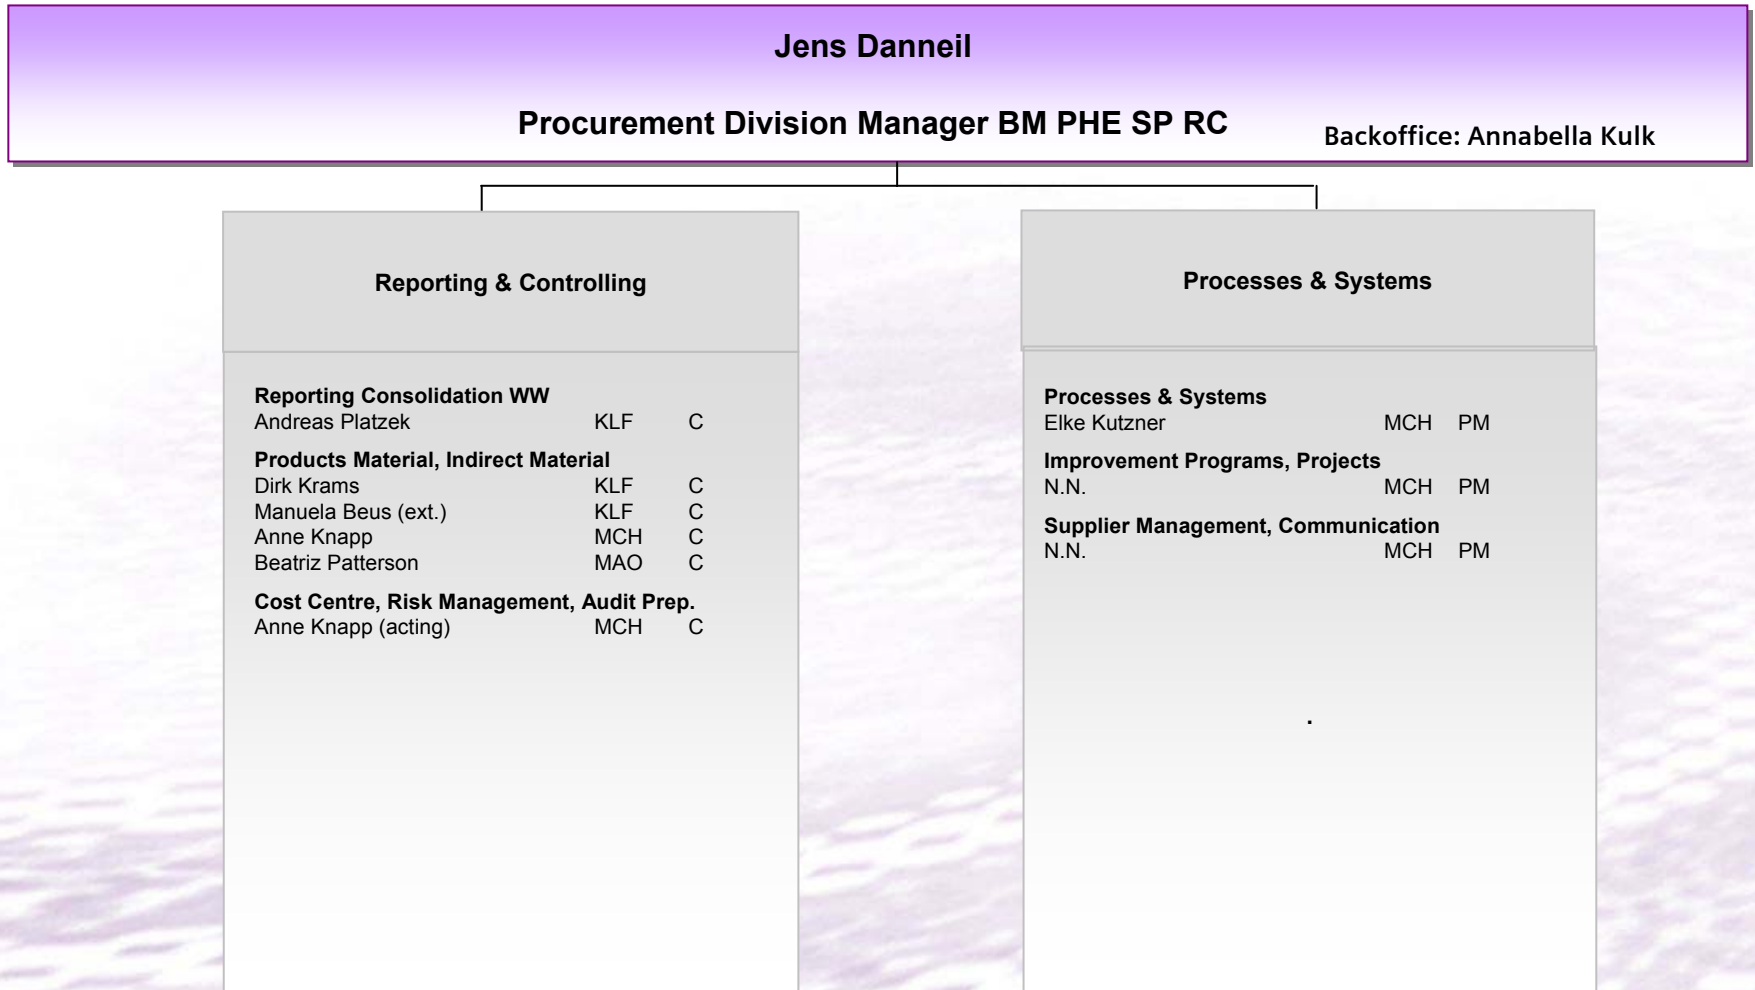 Jens Danneil
Procurement Division Manager BM PHE SP RC
Backoffice: Annabella Kulk
Reporting & Controlling
Reporting Consolidation WW
Andreas Platzek KLF C
Products Material, Indirect Material
Dirk Krams KLF C
Manuela Beus (ext.) KLF C
Anne Knapp MCH C
Beatriz Patterson MAO C
Cost Centre, Risk Management, Audit Prep.
Anne Knapp (acting) MCH C
Processes & Systems
Processes & Systems
Elke Kutzner MCH PM
Improvement Programs, Projects
N.N. MCH PM
Supplier Management, Communication
N.N. MCH PM
.